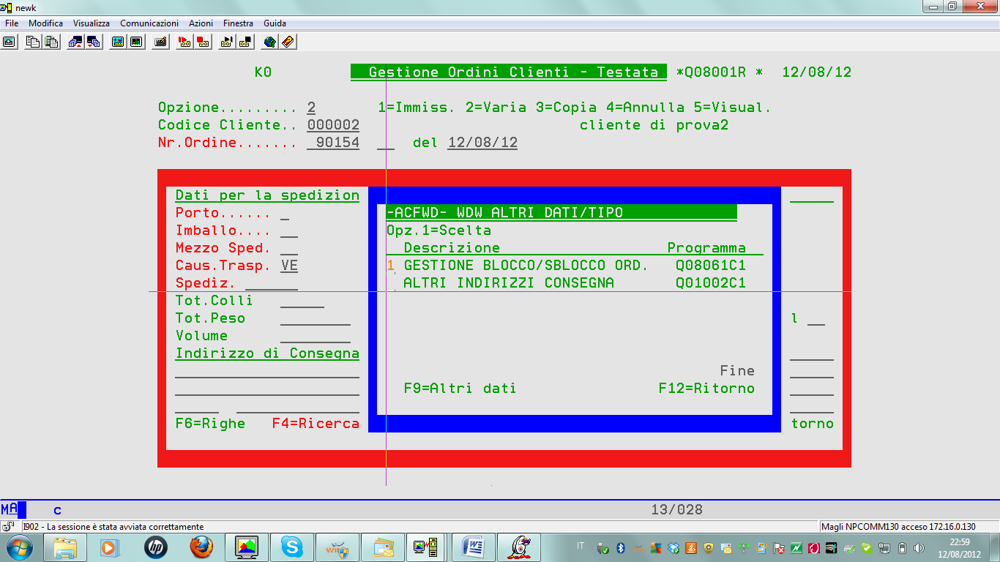 newk
File Modifica Visualizza Comunicazioni Azioni Finestra Guida
K0 Gestione Ordini Clienti - Testata *Q08001R * 12/08/12
Opzione......... 2 1=Immiss. 2=Varia 3=Copia 4=Annulla 5=Visual.
Codice Cliente.. 000002 cliente di prova2
Nr.Ordine....... 90154 del 12/08/12
Dati per la spedizion
-ACFWD- WDW ALTRI DATI/TIPO
Porto......
Opz.1=Scelta
Imballo....
Descrizione Programma
Mezzo Sped.
1 GESTIONE BLOCCO/SBLOCCO ORD. Q08061C1
Caus.Trasp. VE
ALTRI INDIRIZZI CONSEGNA Q01002C1
Spediz.
Tot.Colli
Tot.Peso l
Volume
Indirizzo di Consegna
Fine
F9=Altri dati F12=Ritorno
F6=Righe F4=Ricerca torno
MA c 13/028
I902 - La sessione è stata avviata correttamente Magli NPCOMM130 acceso 172.16.0.130
IT 22:59
12/08/2012